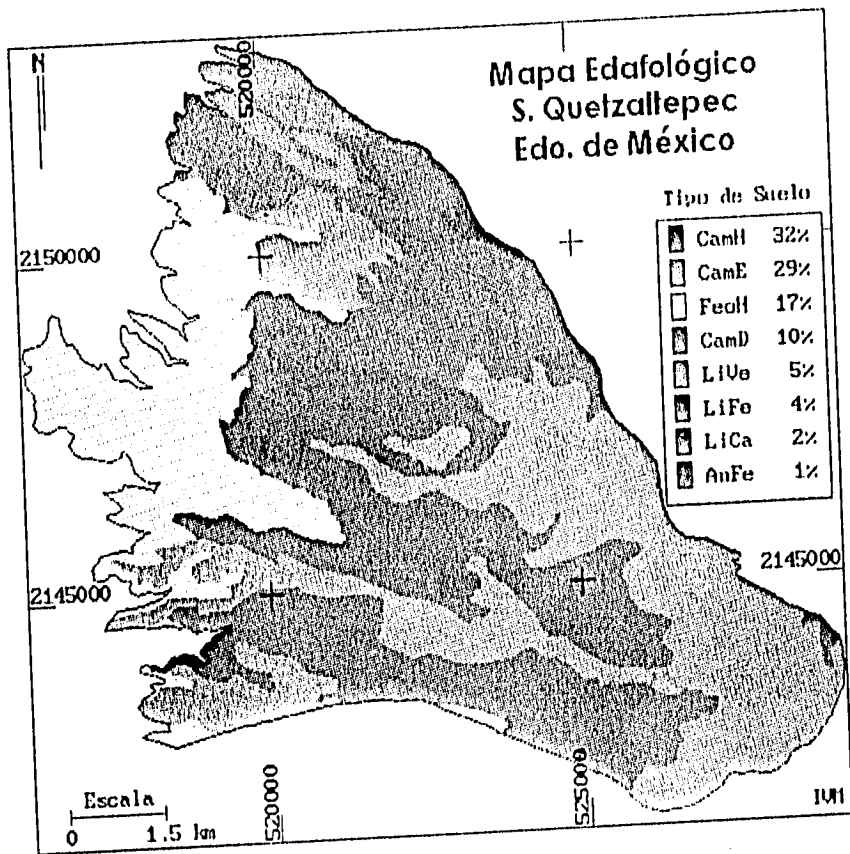 Mapa Edafológico
S. Quetzaltepec
Edo. de México
N
520000
Tipo de Suelo
CamH 32%
CamE 29%
FeoH 17%
CamD 10%
LiVe 5%
LiFe 4%
LiCa 2%
AnFe 1%
2150000
2145000
2145000
Escala
0 1.5 km
520000
525000
IVM